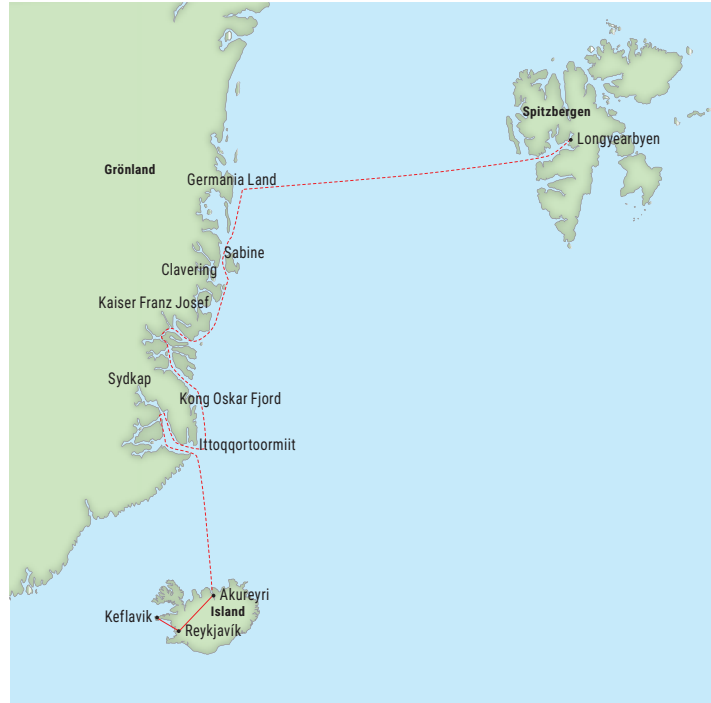 Spitzbergen
Longyearbyen
Grönland
Germania Land
Sabine
Clavering
Kaiser Franz Josef
Sydkap
Kong Oskar Fjord
Ittoqqortoormiit
Akureyri
Island
Keflavik
Reykjavík